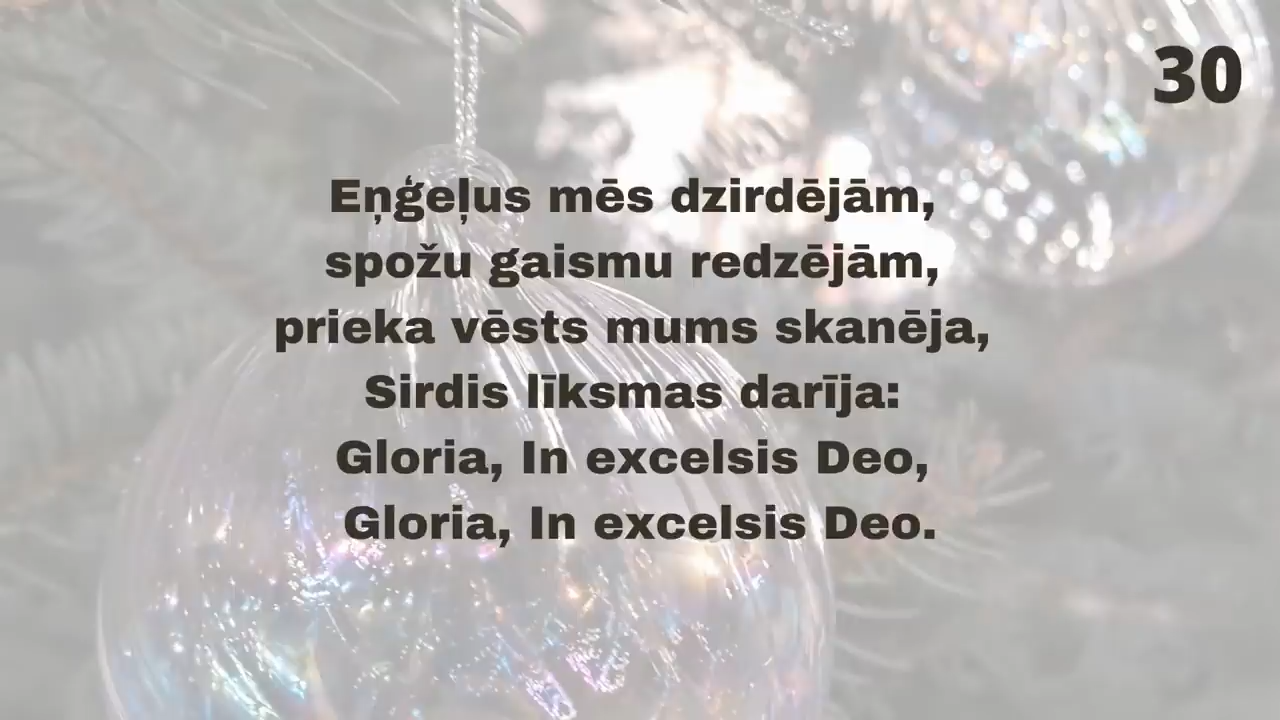 30
Eņģeļus mēs dzirdējām,
spožu gaismu redzējām,
prieka vēsts mums skanēja,
Sirdis līksmas darīja:
Gloria, In excelsis Deo,
Gloria, In excelsis Deo.